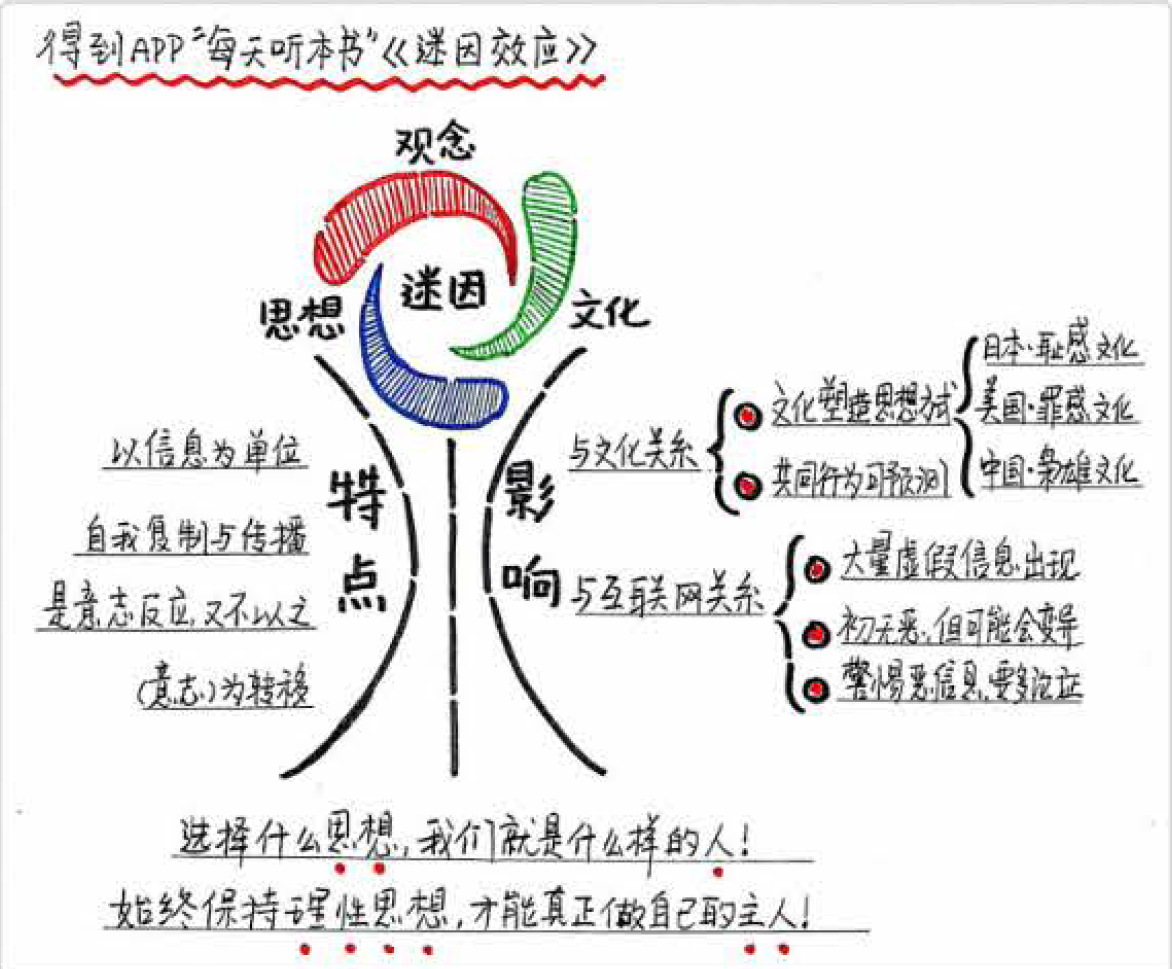 得到APP“每天听本书”《迷因效应》
观念
迷因
思想
文化
特点
以信息为单位
自我复制与传播
是意志反应,又不以之
(意志)为转移
影响
与文化关系
文化塑造思想方式
日本·耻感文化
美国·罪感文化
中国·枭雄文化
共同行为可预测
与互联网关系
大量虚假信息出现
初无恶,但可能会变异
警惕恶信息,要多论证
选择什么思想,我们就是什么样的人!
始终保持理性思想,才能真正做自己的主人!